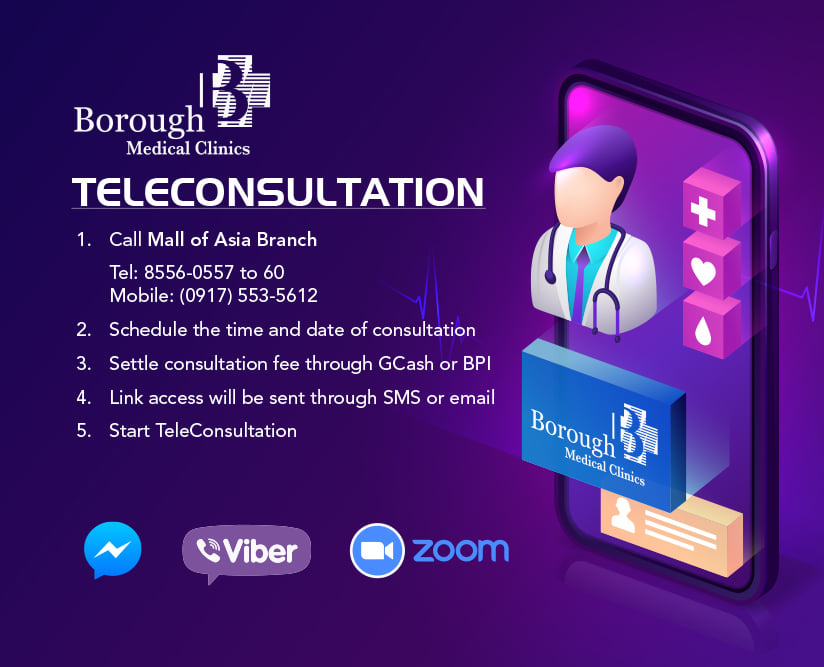 Borough
Medical Clinics
TELECONSULTATION
1. Call Mall of Asia Branch
Tel: 8556-0557 to 60
Mobile: (0917) 553-5612
2. Schedule the time and date of consultation
3. Settle consultation fee through GCash or BPI
4. Link access will be sent through SMS or email
5. Start TeleConsultation
Borough
Medical Clinics
Viber
zoom